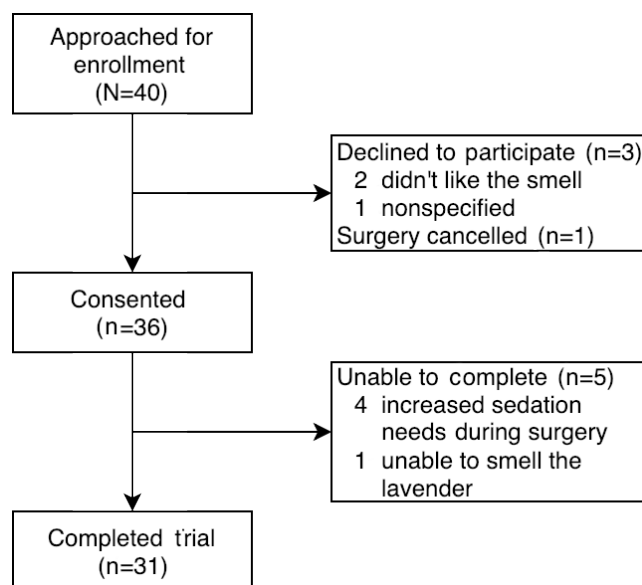 Approached for
enrollment
(N=40)
Declined to participate (n=3)
2 didn't like the smell
1 nonspecified
Surgery cancelled (n=1)
Consented
(n=36)
Unable to complete (n=5)
4 increased sedation
needs during surgery
1 unable to smell the
lavender
Completed trial
(n=31)